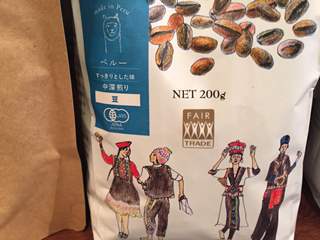 made in Peru
ペルー
すっきりとした味
中深煎り
豆
NET 200g
FAIR
TRADE